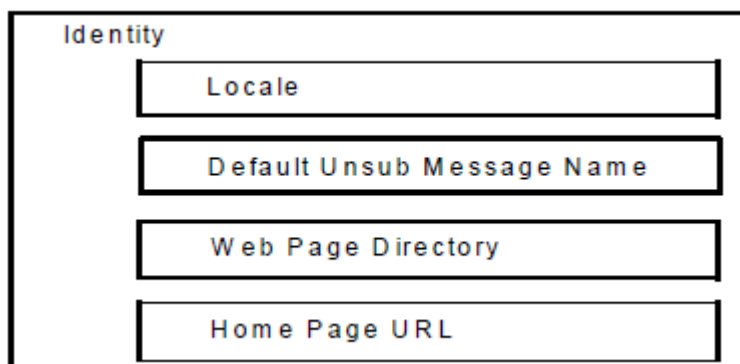 Identity
Locale
Default Unsub Message Name
Web Page Directory
Home Page URL